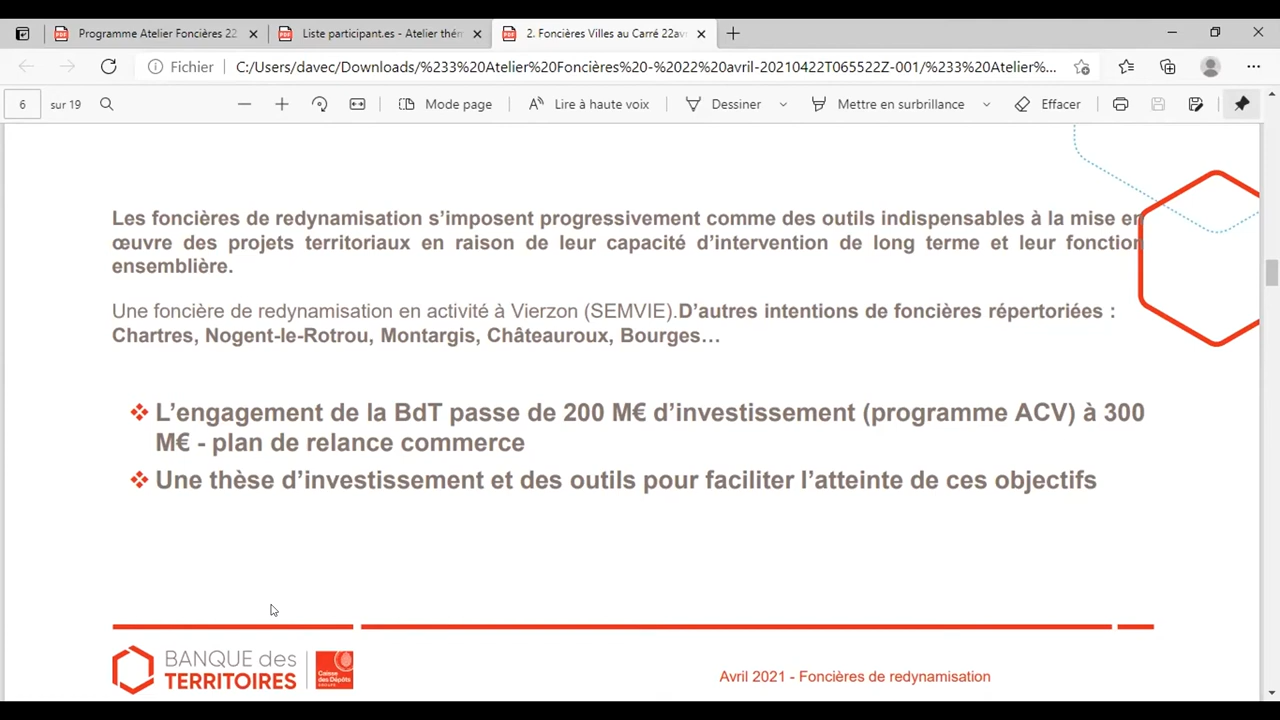 Programme Atelier Foncières 22
Liste participant.es - Atelier thém
2. Foncières Villes au Carré 22avr
Fichier
C:/Users/davec/Downloads/%233%20Atelier%20Foncières%20-%2022%20avril-20210422T065522Z-001/%233%20Atelier%...
6 sur 19
Mode page
Lire à haute voix
Dessiner
Mettre en surbrillance
Effacer
Les foncières de redynamisation s’imposent progressivement comme des outils indispensables à la mise en
œuvre des projets territoriaux en raison de leur capacité d’intervention de long terme et leur fonction
ensemblière.
Une foncière de redynamisation en activité à Vierzon (SEMVIE).D’autres intentions de foncières répertoriées :
Chartres, Nogent-le-Rotrou, Montargis, Châteauroux, Bourges…
L’engagement de la BdT passe de 200 M€ d’investissement (programme ACV) à 300
M€ - plan de relance commerce
Une thèse d’investissement et des outils pour faciliter l’atteinte de ces objectifs
BANQUE des
TERRITOIRES
Caisse
des Dépôts
GROUPE
Avril 2021 - Foncières de redynamisation